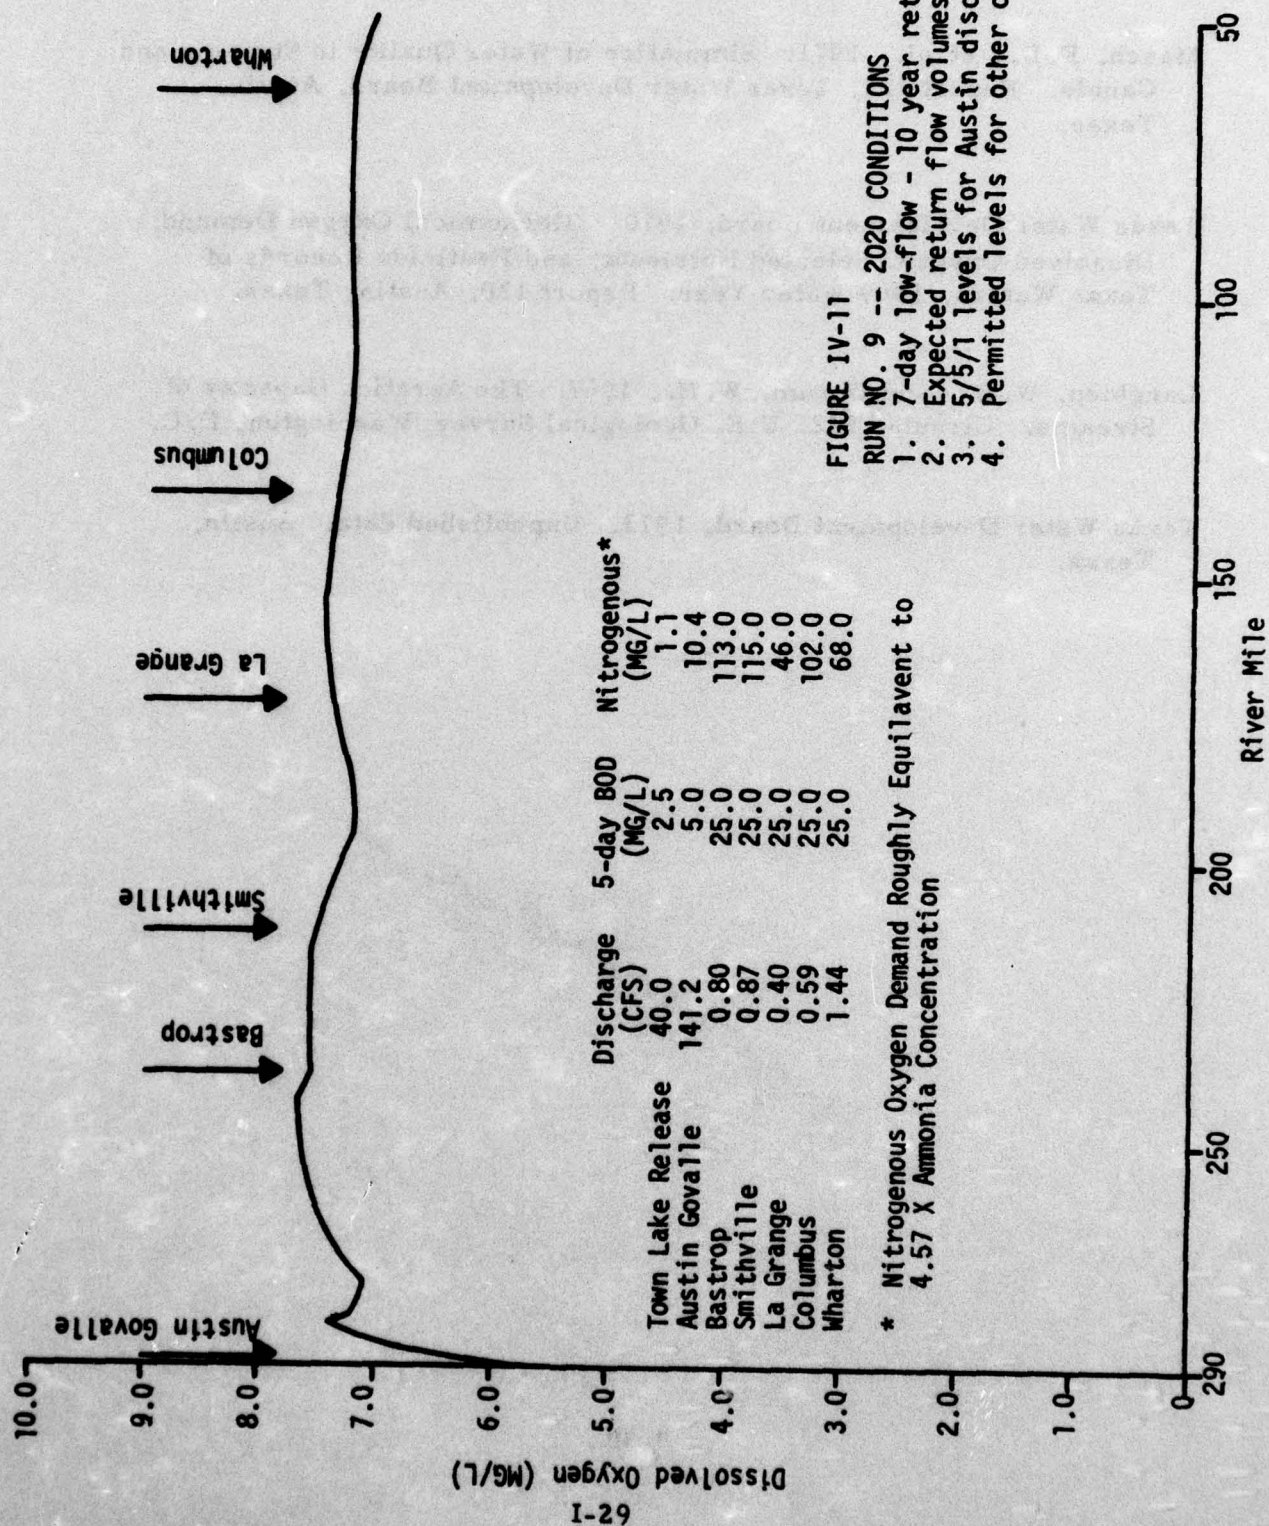 Austin Govalle
Bastrop
Smithville
La Grange
Columbus
Wharton
10.0
9.0
8.0
7.0
6.0
5.0
4.0
3.0
2.0
1.0
0
Dissolved Oxygen (MG/L)
290
250
200
150
100
50
River Mile
Discharge 5-day BOD Nitrogenous*
(CFS) (MG/L) (MG/L)
Town Lake Release 40.0 2.5 1.1
Austin Govalle 141.2 5.0 10.4
Bastrop 0.80 25.0 113.0
Smithville 0.87 25.0 115.0
La Grange 0.40 25.0 46.0
Columbus 0.59 25.0 102.0
Wharton 1.44 25.0 68.0
* Nitrogenous Oxygen Demand Roughly Equilavent to
4.57 X Ammonia Concentration
FIGURE IV-11
RUN NO. 9 -- 2020 CONDITIONS
1. 7-day low-flow - 10 year ret
2. Expected return flow volumes
3. 5/5/1 levels for Austin disc
4. Permitted levels for other
I-29